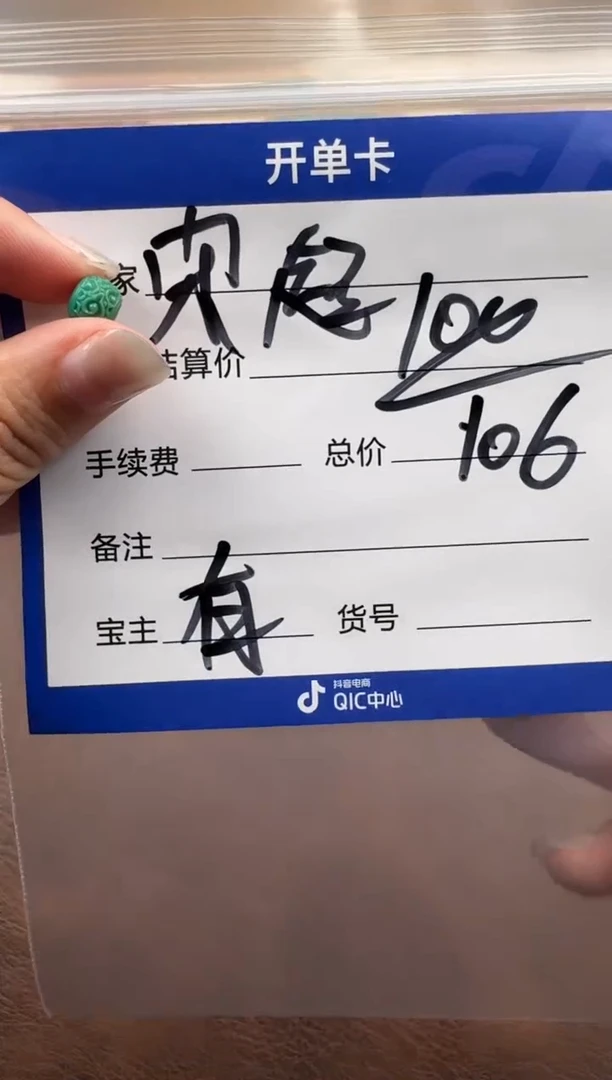 开单卡
家
结算价 100
手续费 总价 106
备注
宝主 有
货号
抖音电商
QIC中心